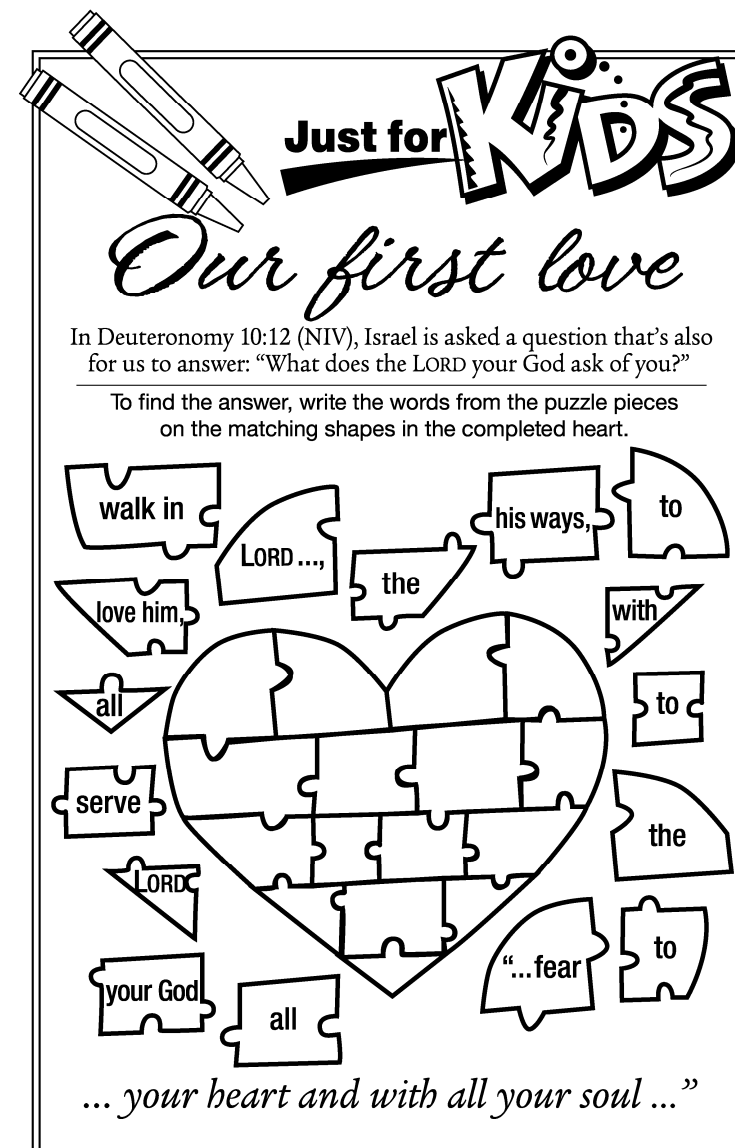 Just for KiDS
Our first love
In Deuteronomy 10:12 (NIV), Israel is asked a question that's also
for us to answer: “What does the LORD your God ask of you?”
To find the answer, write the words from the puzzle pieces
on the matching shapes in the completed heart.
walk in
LORD ...,
the
his ways,
to
love him,
with
all
to
serve
the
LORD
“...fear
to
your God
all
... your heart and with all your soul ...”